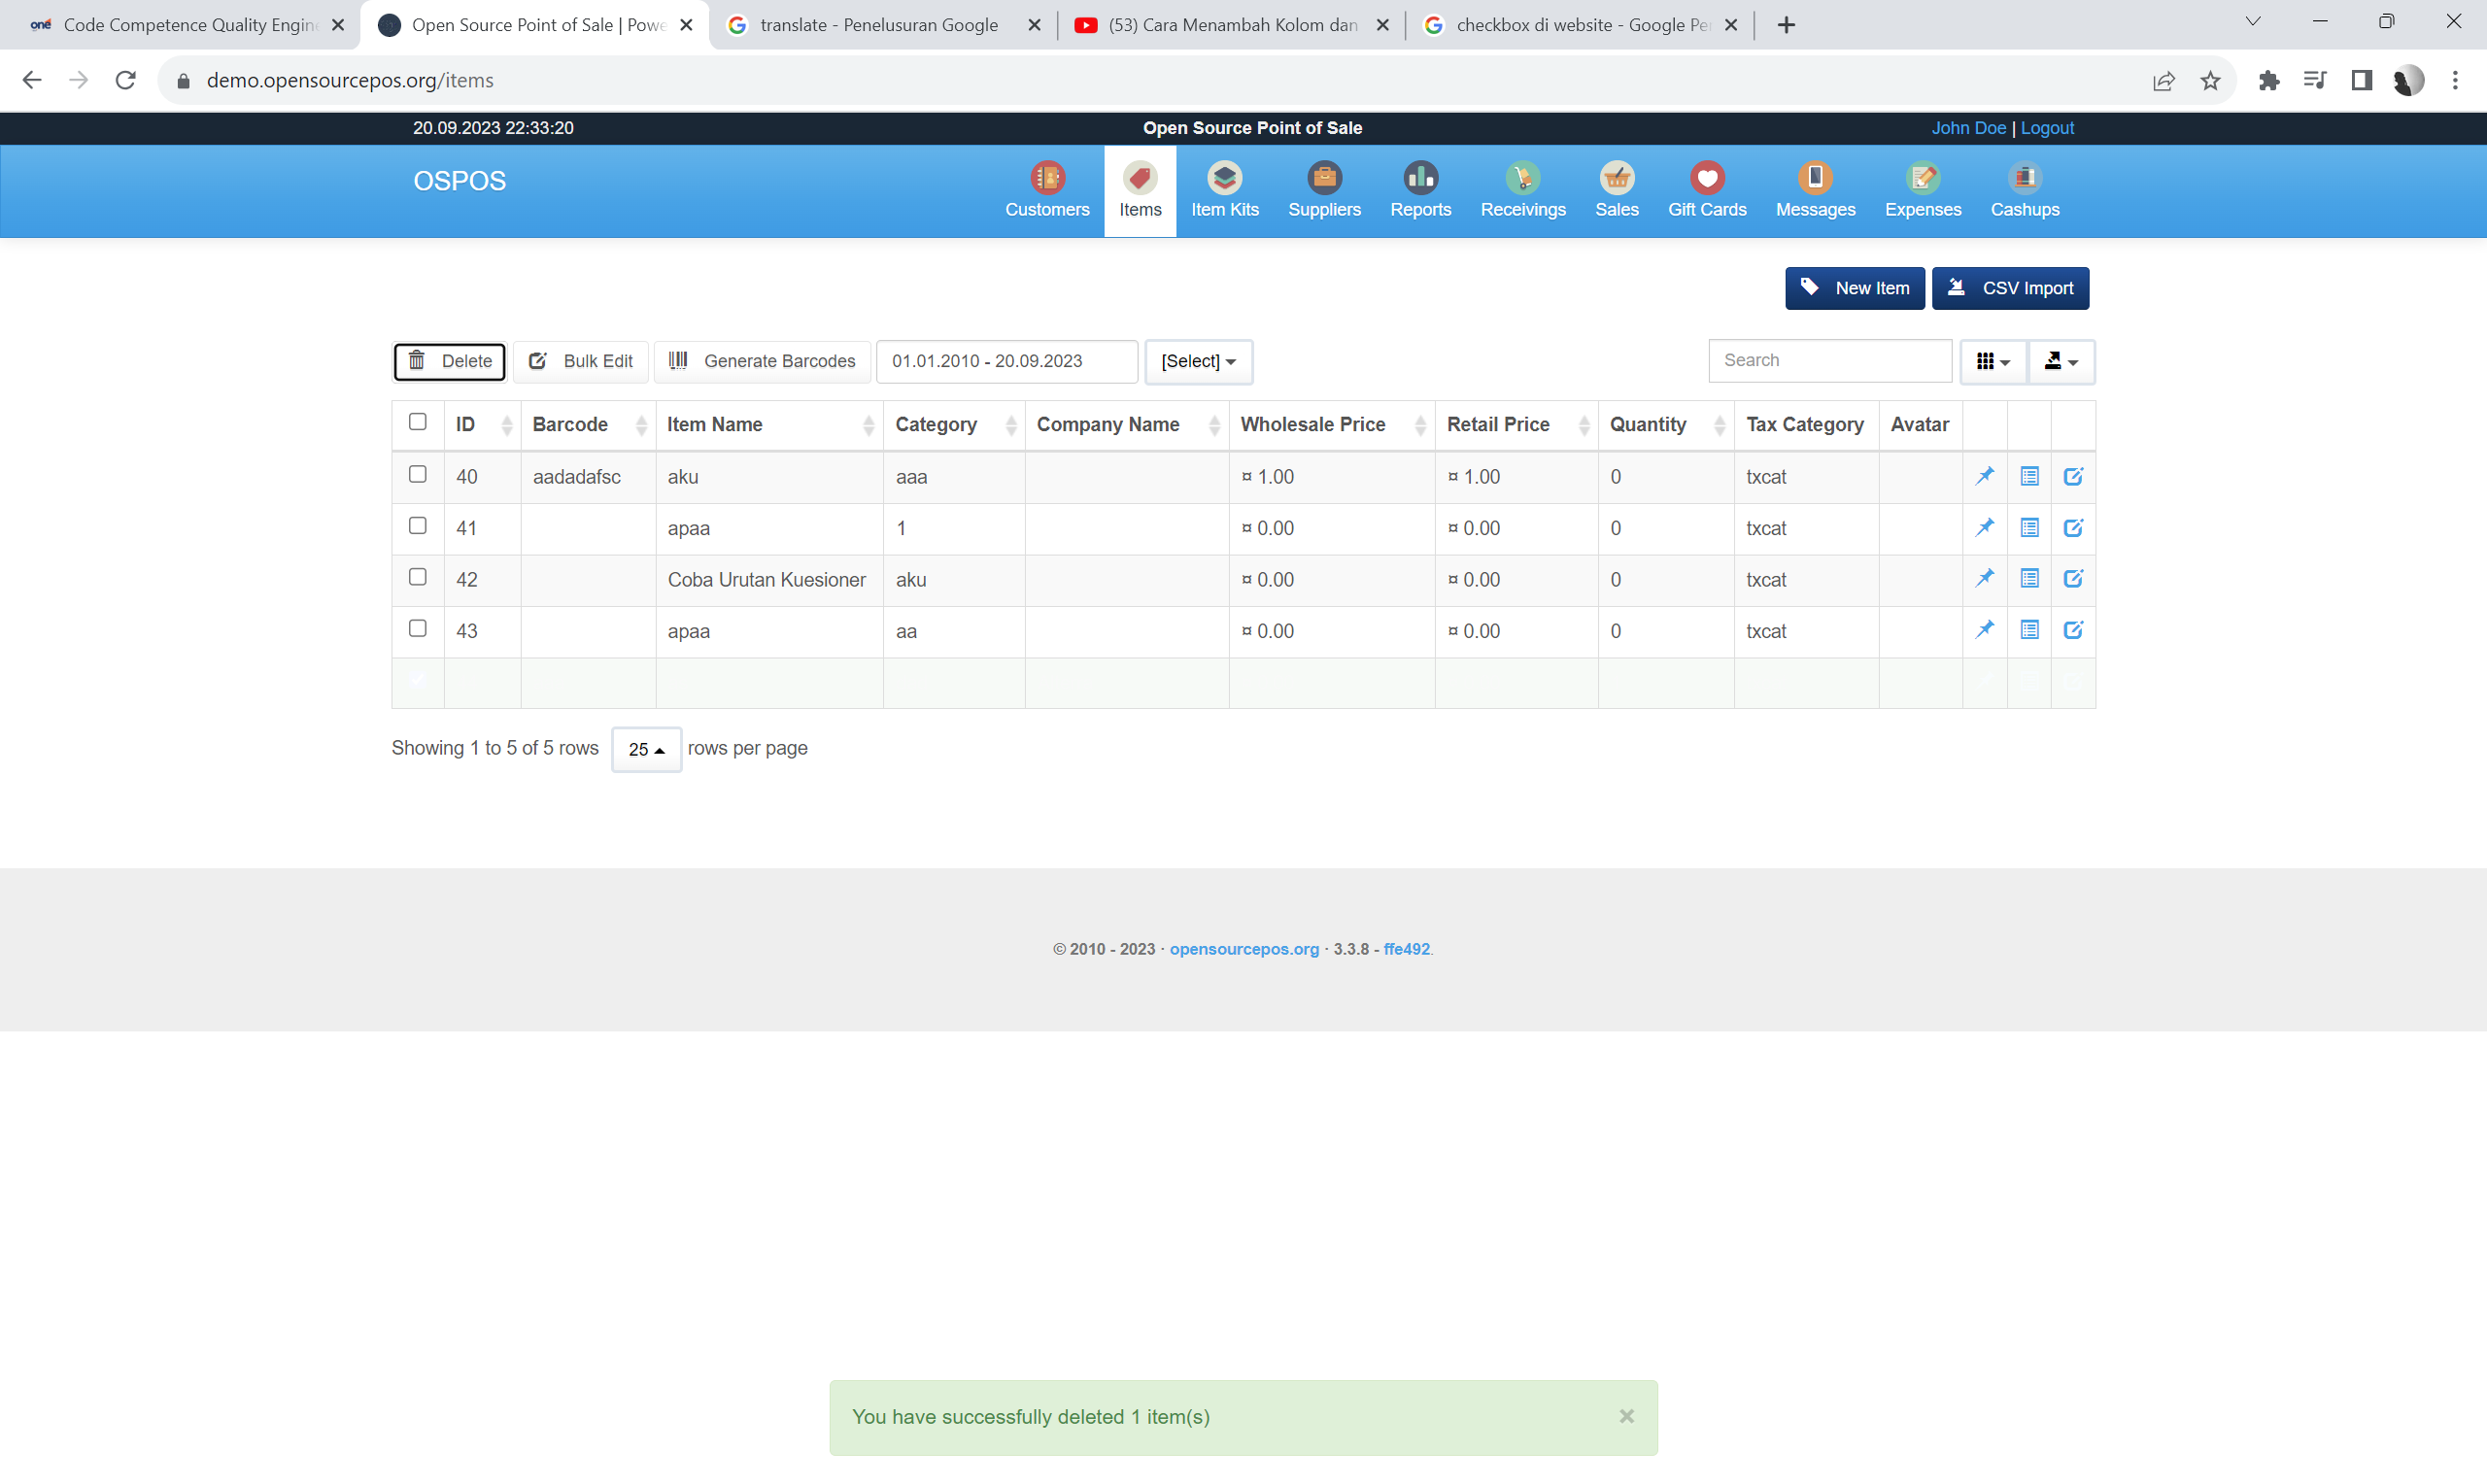 onē Code Competence Quality Engine
Open Source Point of Sale | Powe
translate - Penelusuran Google
(53) Cara Menambah Kolom dan
checkbox di website - Google Pe
demo.opensourcepos.org/items
20.09.2023 22:33:20
Open Source Point of Sale
John Doe | Logout
OSPOS
Customers
Items
Item Kits
Suppliers
Reports
Receivings
Sales
Gift Cards
Messages
Expenses
Cashups
New Item
CSV Import
Delete
Bulk Edit
Generate Barcodes
01.01.2010 - 20.09.2023
[Select]
Search
ID Barcode Item Name Category Company Name Wholesale Price Retail Price Quantity Tax Category Avatar
40 aadadafsc aku aaa ¤ 1.00 ¤ 1.00 0 txcat
41 apaa 1 ¤ 0.00 ¤ 0.00 0 txcat
42 Coba Urutan Kuesioner aku ¤ 0.00 ¤ 0.00 0 txcat
43 apaa aa ¤ 0.00 ¤ 0.00 0 txcat
Showing 1 to 5 of 5 rows 25 rows per page
© 2010 - 2023 · opensourcepos.org · 3.3.8 - ffe492.
You have successfully deleted 1 item(s) ×